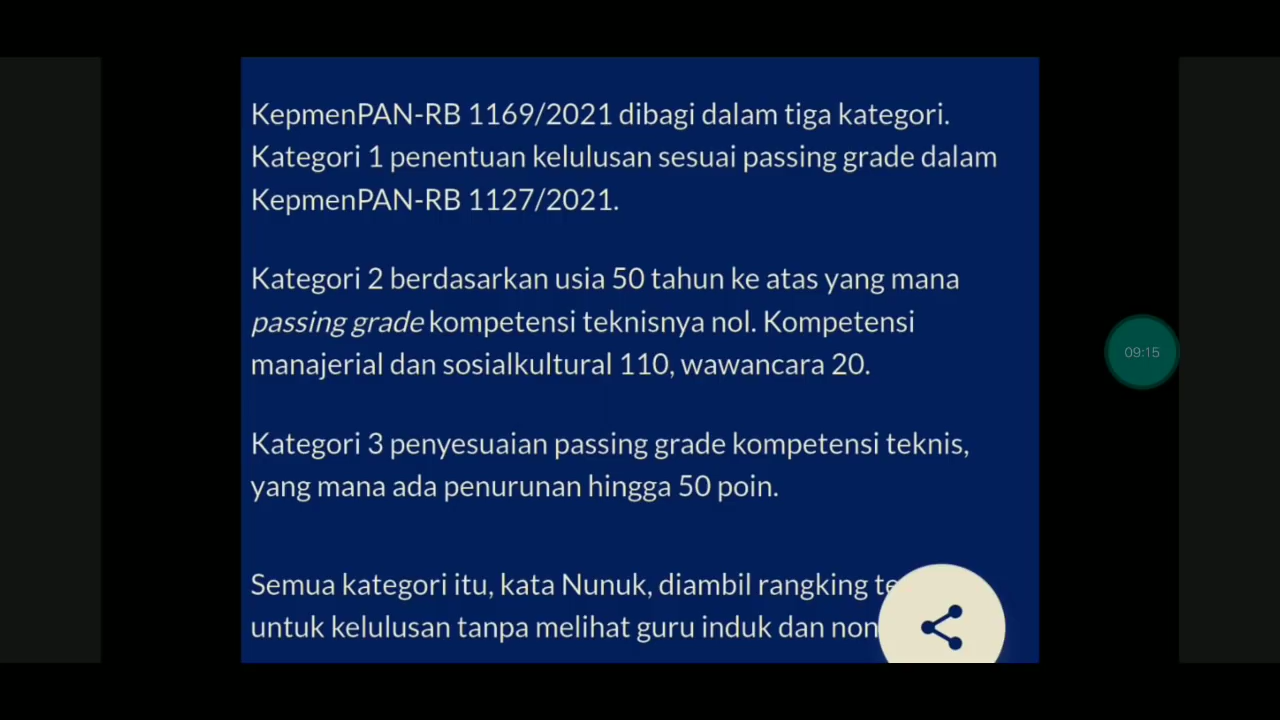 KepmenPAN-RB 1169/2021 dibagi dalam tiga kategori.
Kategori 1 penentuan kelulusan sesuai passing grade dalam
KepmenPAN-RB 1127/2021.
Kategori 2 berdasarkan usia 50 tahun ke atas yang mana
passing grade kompetensi teknisnya nol. Kompetensi
manajerial dan sosialkultural 110, wawancara 20.
09:15
Kategori 3 penyesuaian passing grade kompetensi teknis,
yang mana ada penurunan hingga 50 poin.
Semua kategori itu, kata Nunuk, diambil rangking
untuk kelulusan tanpa melihat guru induk dan non